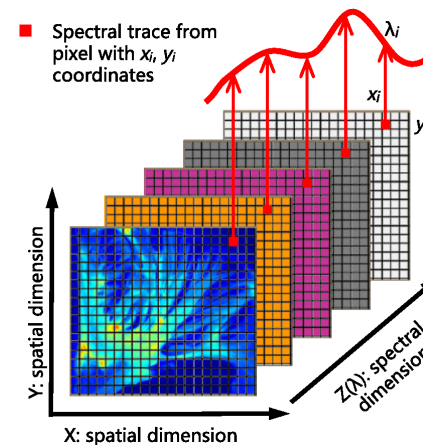 Spectral trace from
pixel with xᵢ, yᵢ
coordinates
λᵢ
xᵢ
y
Y: spatial dimension
X: spatial dimension
Z(λ): spectral
dimension